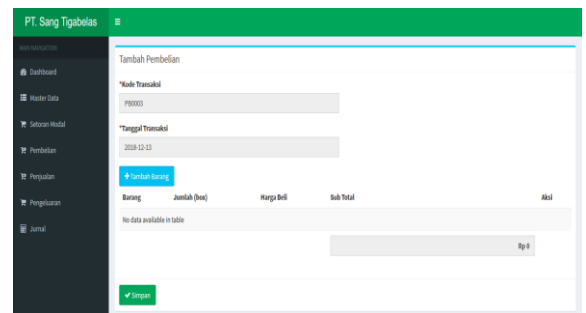 PT. Sang Tigabelas
MAIN NAVIGATION
Dashboard
Master Data
Setoran Modal
Pembelian
Penjualan
Pengeluaran
Jurnal
Tambah Pembelian
*Kode Transaksi
PB0003
*Tanggal Transaksi
2018-12-13
+Tambah Barang
Barang Jumlah (box) Harga Beli Sub Total Aksi
No data available in table
Rp 0
Simpan